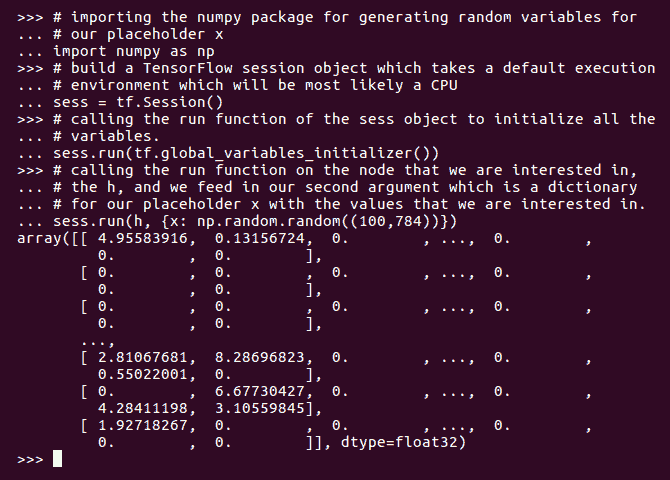 >>> # importing the numpy package for generating random variables for
... # our placeholder x
... import numpy as np
>>> # build a TensorFlow session object which takes a default execution
... # environment which will be most likely a CPU
... sess = tf.Session()
>>> # calling the run function of the sess object to initialize all the
... # variables.
... sess.run(tf.global_variables_initializer())
>>> # calling the run function on the node that we are interested in,
... # the h, and we feed in our second argument which is a dictionary
... # for our placeholder x with the values that we are interested in.
... sess.run(h, {x: np.random.random((100,784))})
array([[ 4.95583916,  0.13156724,  0.        , ...,  0.        ,
         0.        ,  0.        ],
       [ 0.        ,  0.        ,  0.        , ...,  0.        ,
         0.        ,  0.        ],
       [ 0.        ,  0.        ,  0.        , ...,  0.        ,
         0.        ,  0.        ],
       ...,
       [ 2.81067681,  8.28696823,  0.        , ...,  0.        ,
         0.55022001,  0.        ],
       [ 0.        ,  6.67730427,  0.        , ...,  0.        ,
         4.28411198,  3.10559845],
       [ 1.92718267,  0.        ,  0.        , ...,  0.        ,
         0.        ,  0.        ]], dtype=float32)
>>>